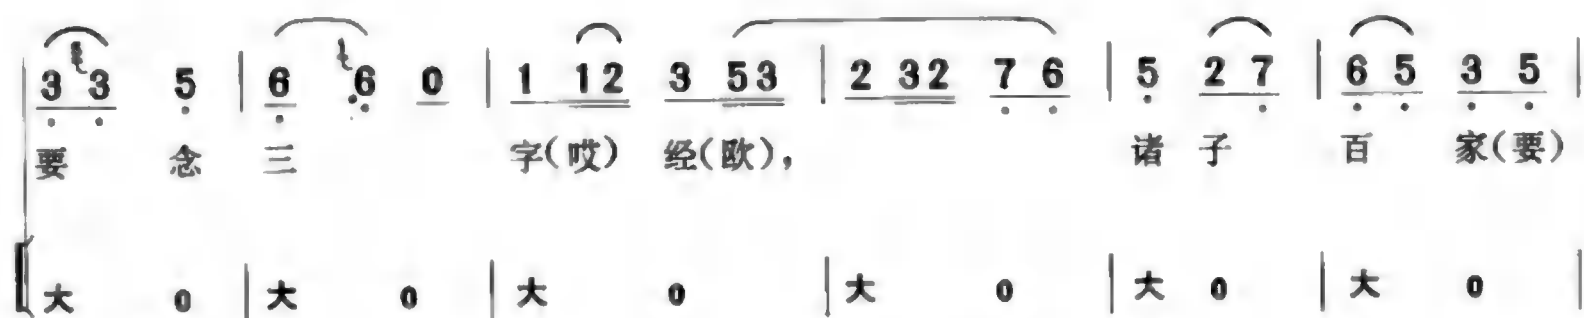 3 3 5 | 6 6 0 | 1 12 3 53 | 2 32 7 6 | 5 2 7 | 6 5 3 5 |
要 念 三 字(哎) 经(欧), 诸 子 百 家(要)
大 0 | 大 0 | 大 0 | 大 0 | 大 0 | 大 0 |